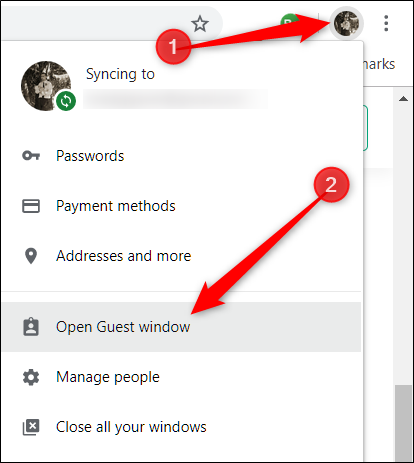 1
marks
Syncing to
Passwords
Payment methods
2
Addresses and more
Open Guest window
Manage people
Close all your windows